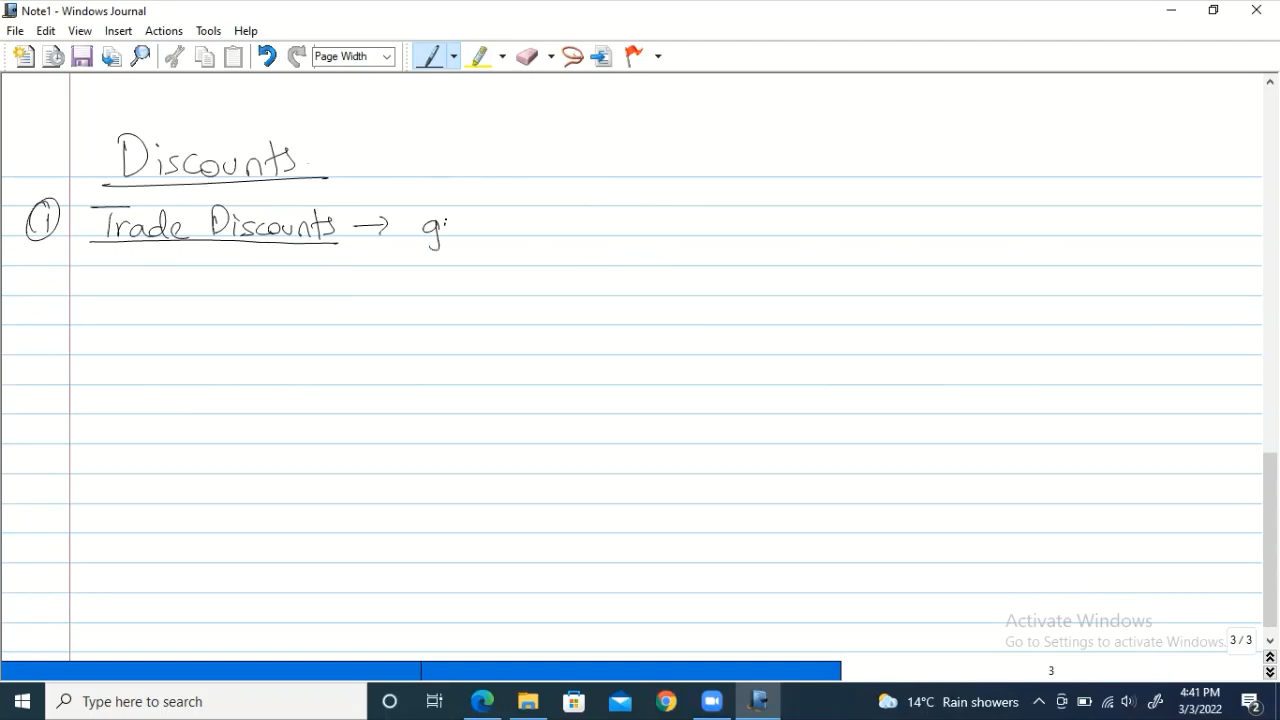 Note1 - Windows Journal
File Edit View Insert Actions Tools Help
Page Width
Discounts
① Trade Discounts → gi
Activate Windows
Go to Settings to activate Windows.
3 / 3
3
Type here to search
14°C Rain showers
4:41 PM
3/3/2022
2